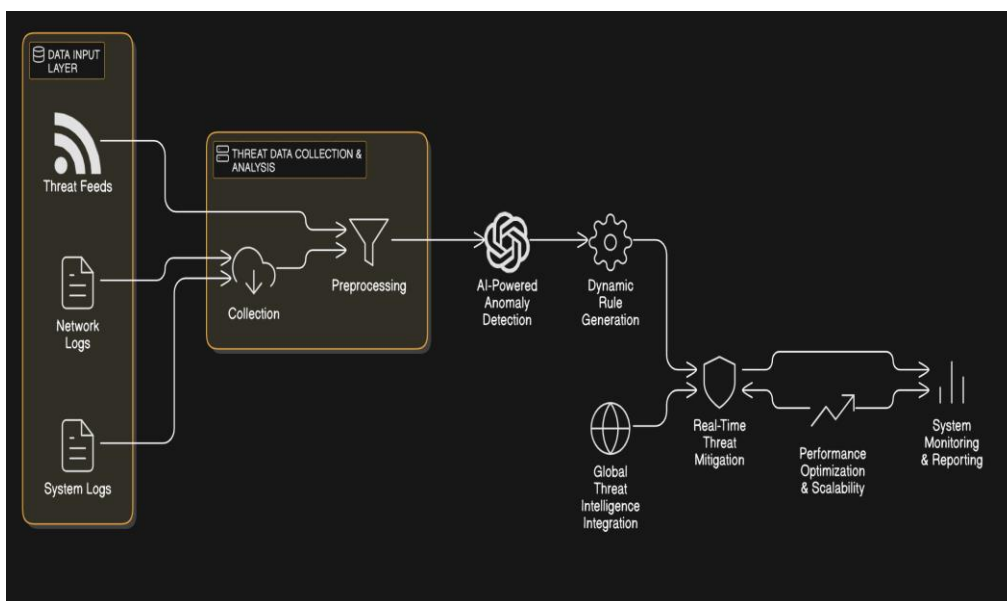 DATA INPUT
LAYER
Threat Feeds
Network
Logs
System Logs
THREAT DATA COLLECTION &
ANALYSIS
Collection
Preprocessing
AI-Powered
Anomaly
Detection
Dynamic
Rule
Generation
Global
Threat
Intelligence
Integration
Real-Time
Threat
Mitigation
Performance
Optimization
& Scalability
System
Monitoring
& Reporting